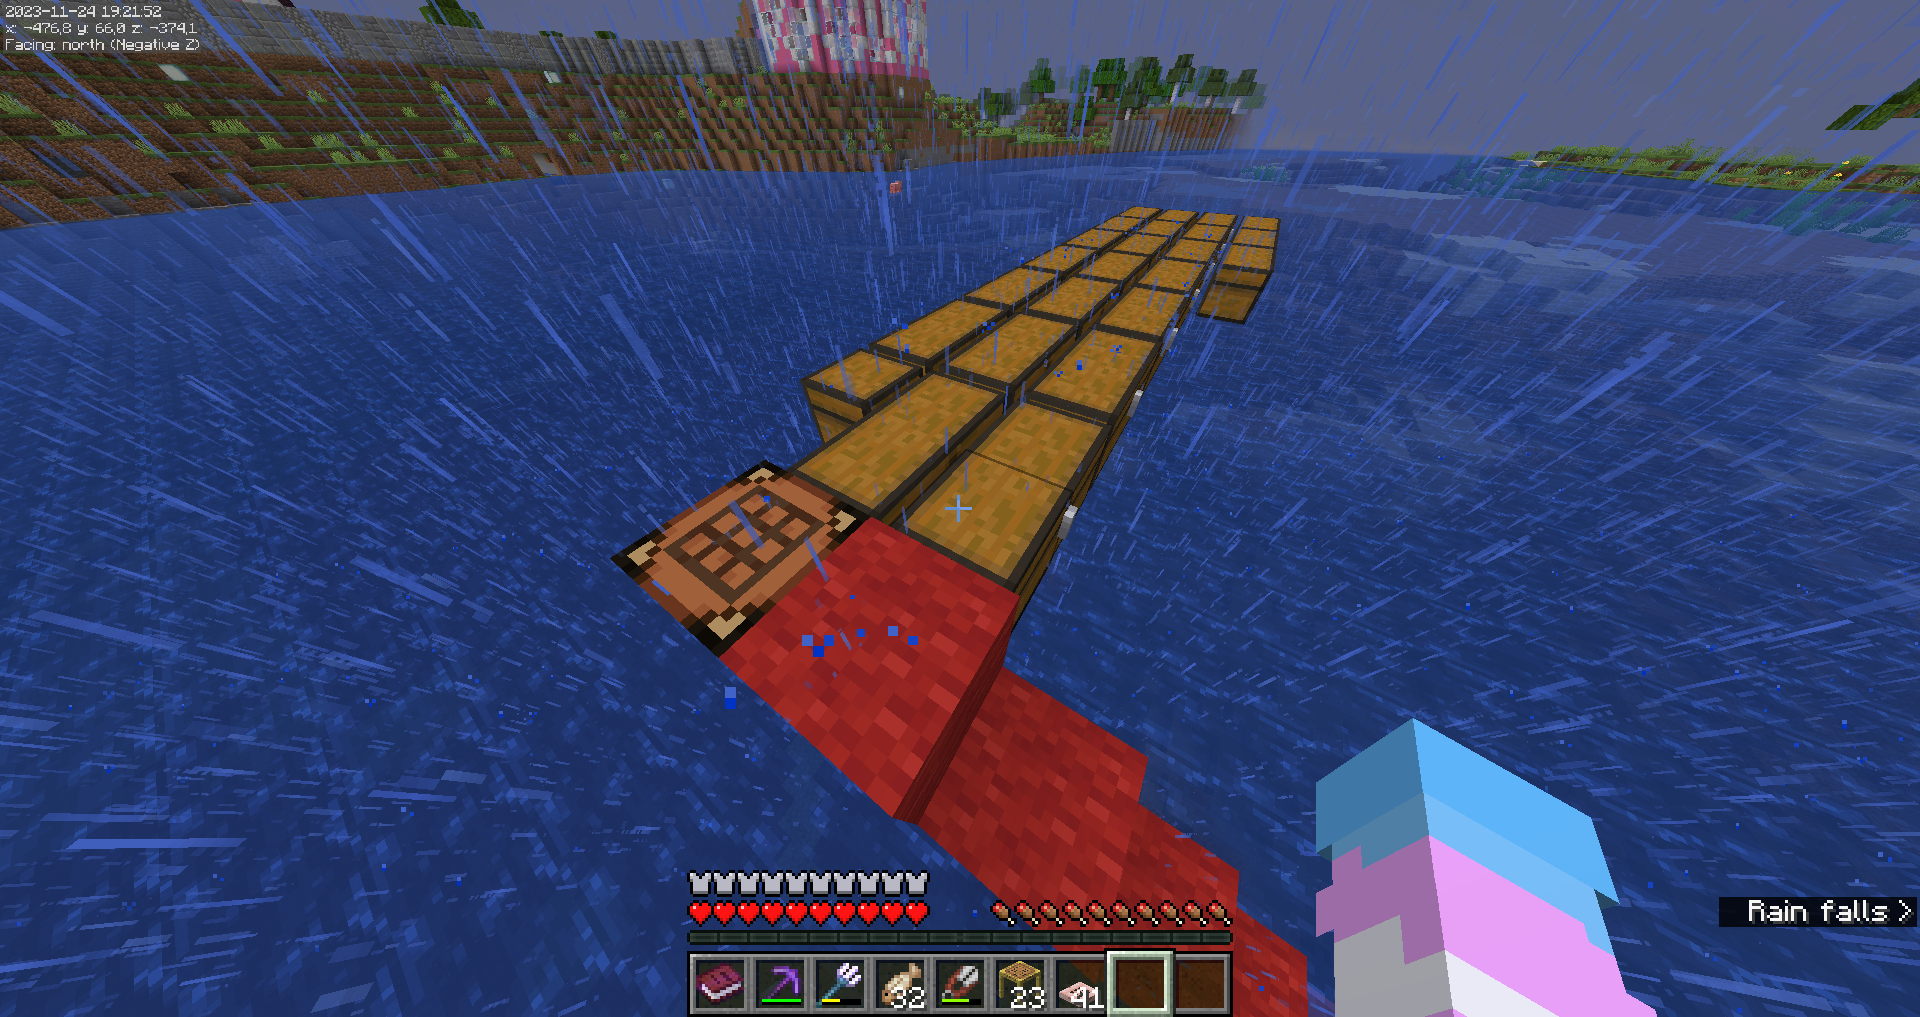 2023-11-24 19:21:52
x: -476,8 y: 66,0 z: -374,1
Facing: north (Negative Z)
Rain falls >
32
23
41